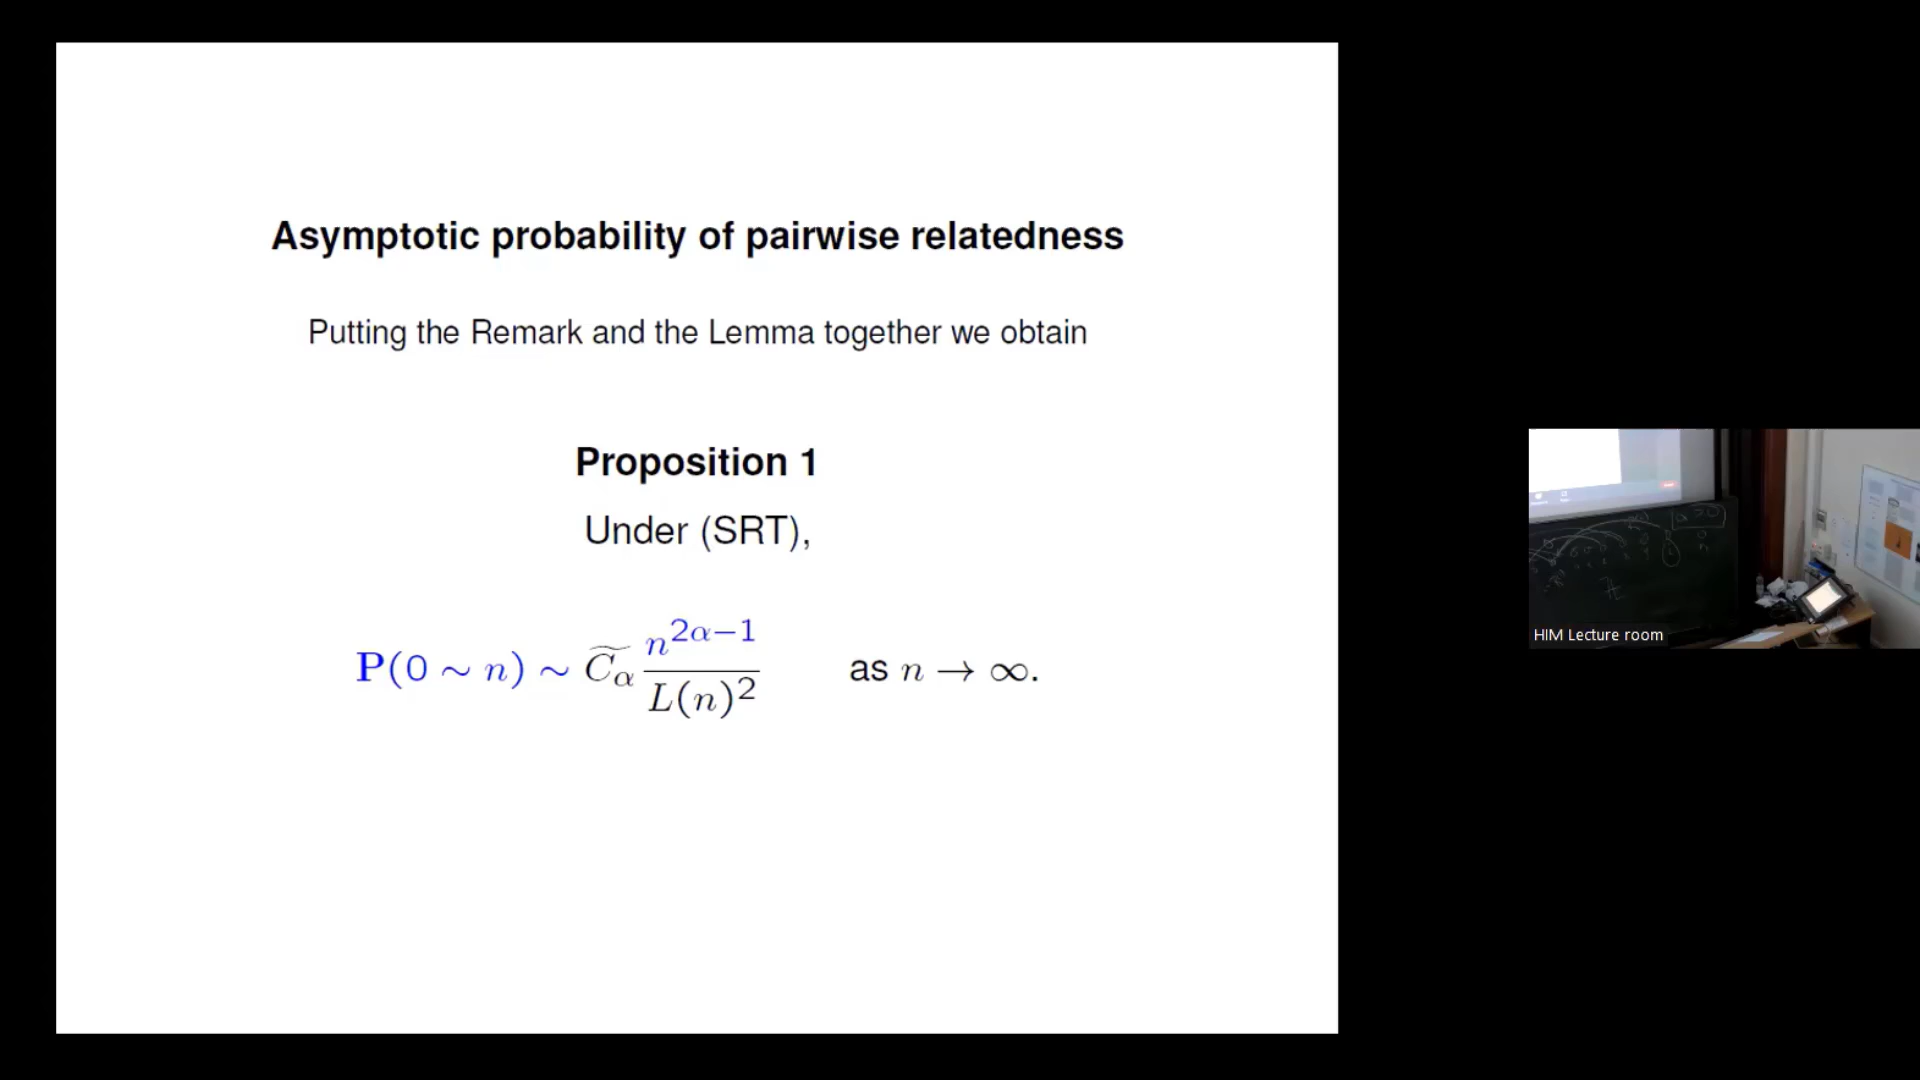 Asymptotic probability of pairwise relatedness
Putting the Remark and the Lemma together we obtain
Proposition 1
Under (SRT),
P(0 ∼ n) ∼ C̃_α n^{2α−1} / L(n)^2 as n → ∞.
HIM Lecture room